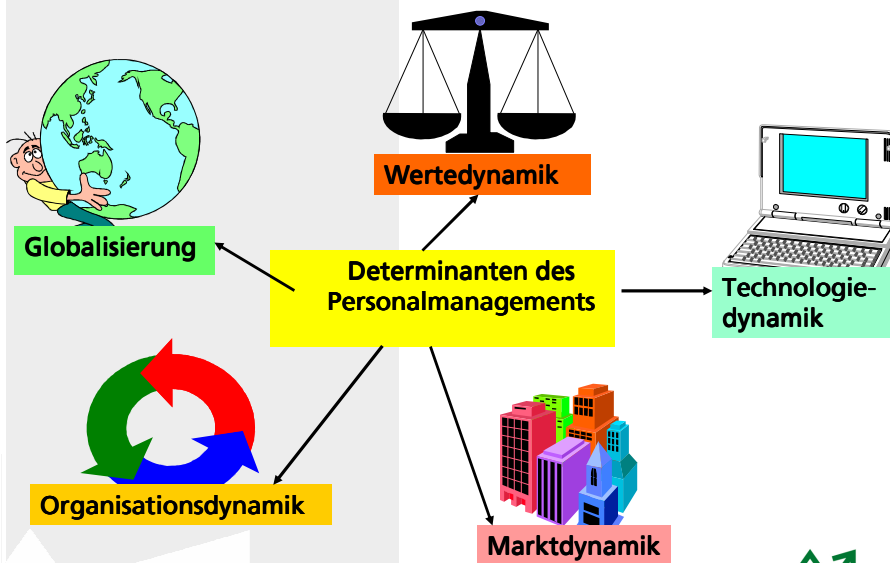 Wertedynamik
Globalisierung
Determinanten des
Personalmanagements
Technologie-
dynamik
Organisationsdynamik
Marktdynamik